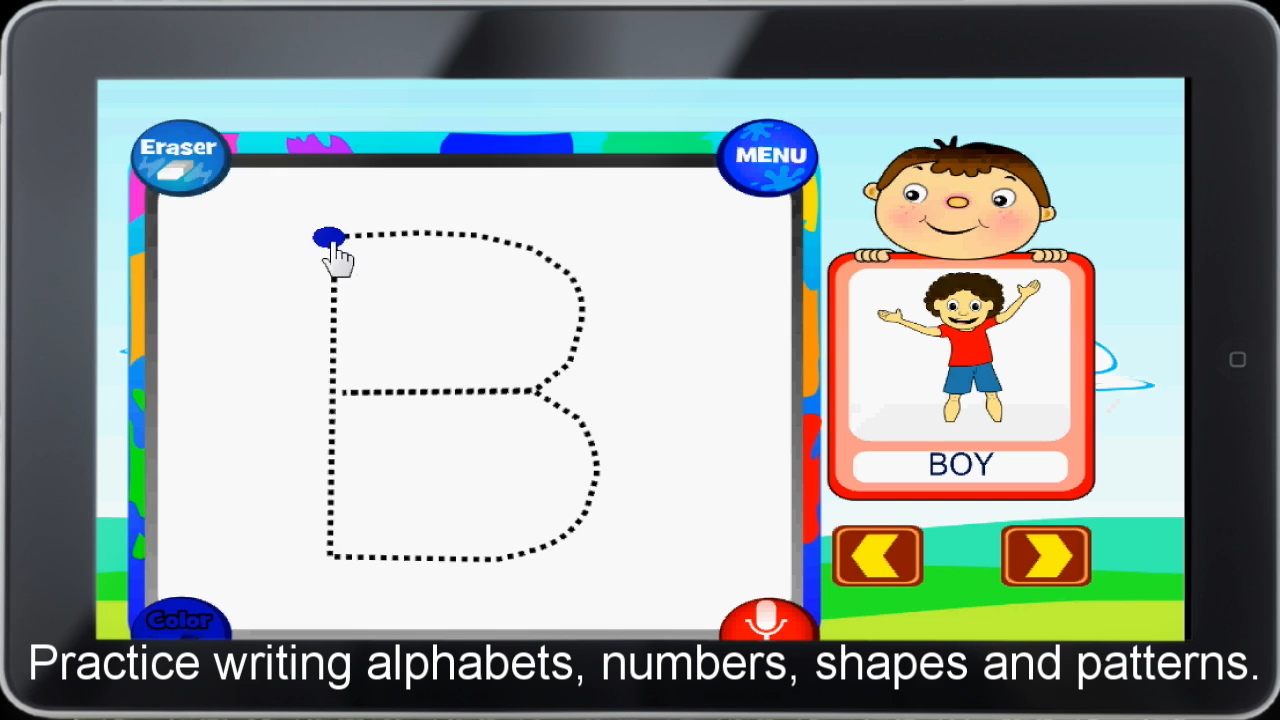 Eraser
MENU
B
BOY
Color
Practice writing alphabets, numbers, shapes and patterns.